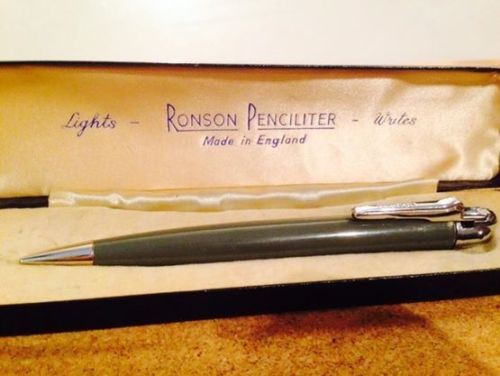 Lights - RONSON PENCILITER - Writes
Made in England